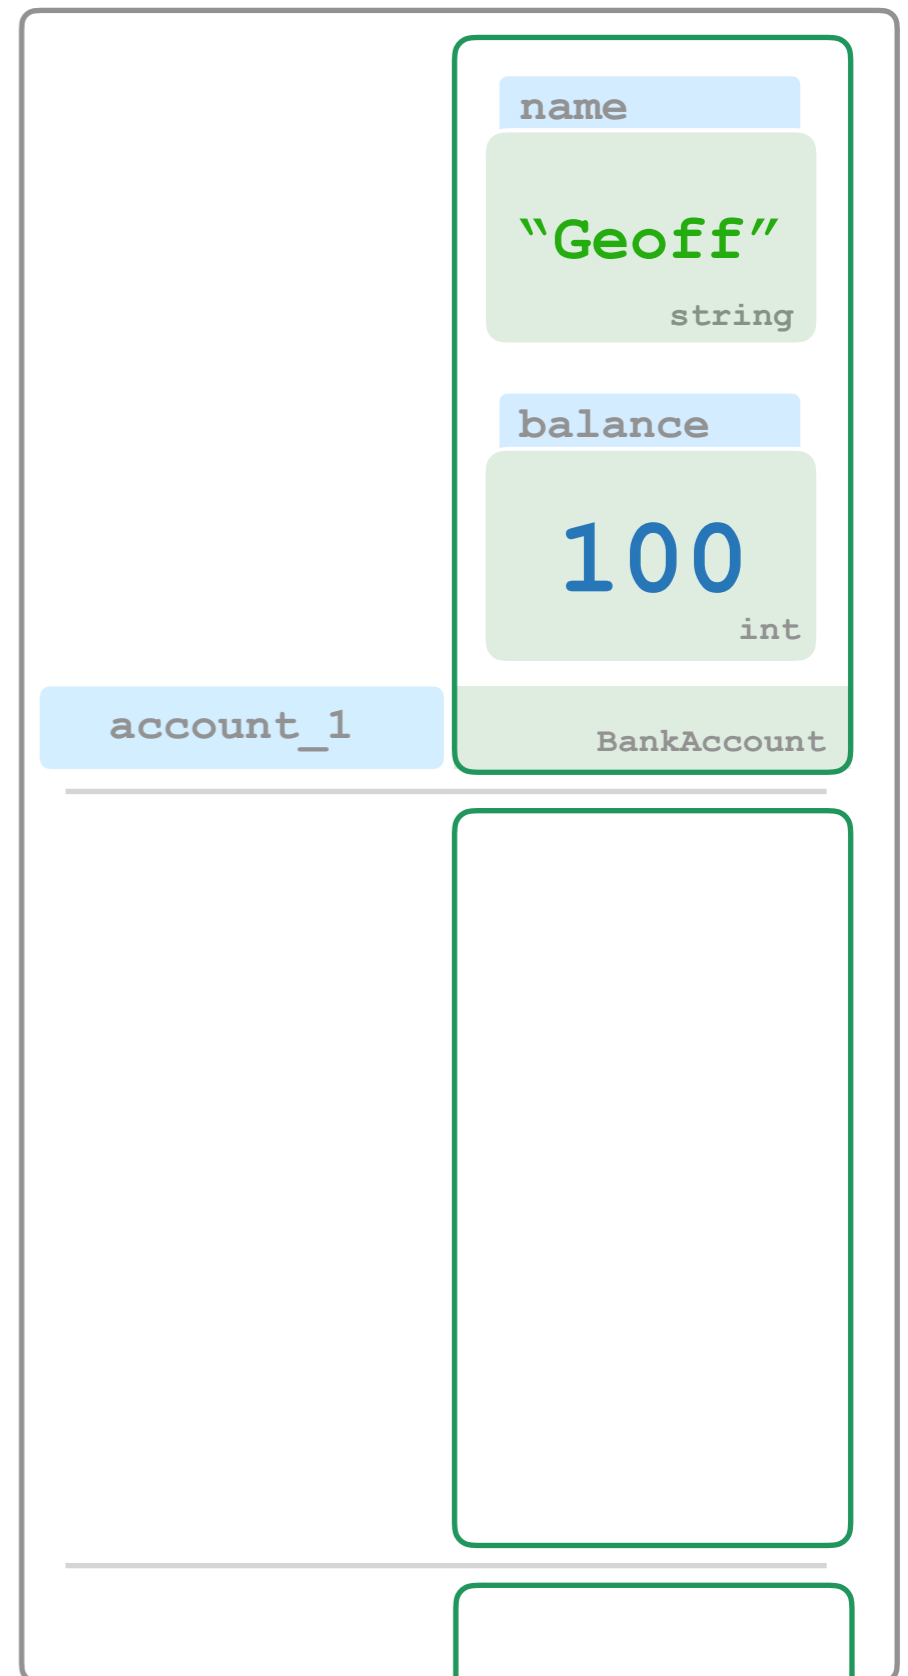 name
“Geoff”
string
balance
100
int
account_1
BankAccount